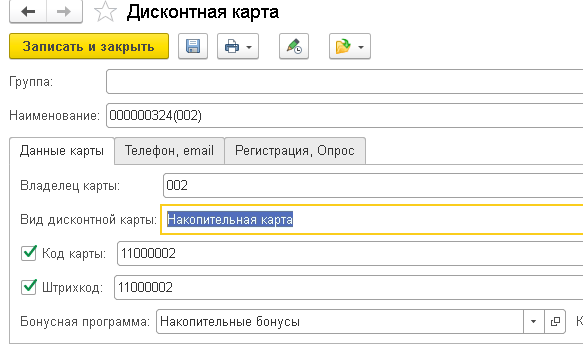 Дисконтная карта
Записать и закрыть
Группа:
Наименование: 000000324(002)
Данные карты Телефон, email Регистрация, Опрос
Владелец карты: 002
Вид дисконтной карты: Накопительная карта
Код карты: 11000002
Штрихкод: 11000002
Бонусная программа: Накопительные бонусы К